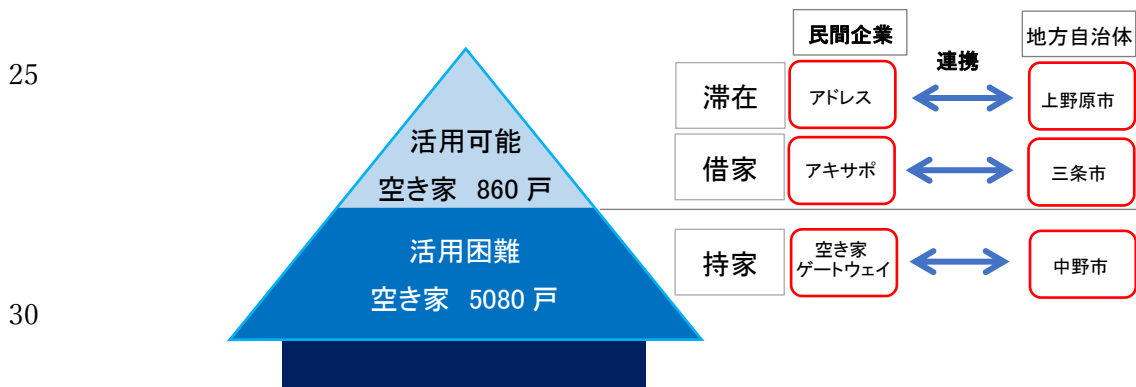 民間企業
地方自治体
連携
25
滞在
アドレス
上野原市
活用可能
空き家 860 戸
借家
アキサポ
三条市
活用困難
空き家 5080 戸
持家
空き家
ゲートウェイ
中野市
30